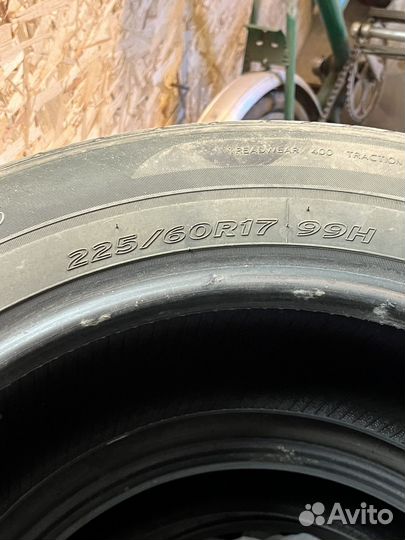 TREADWEAR 400 TRACTION
225/60R17 99H
Avito